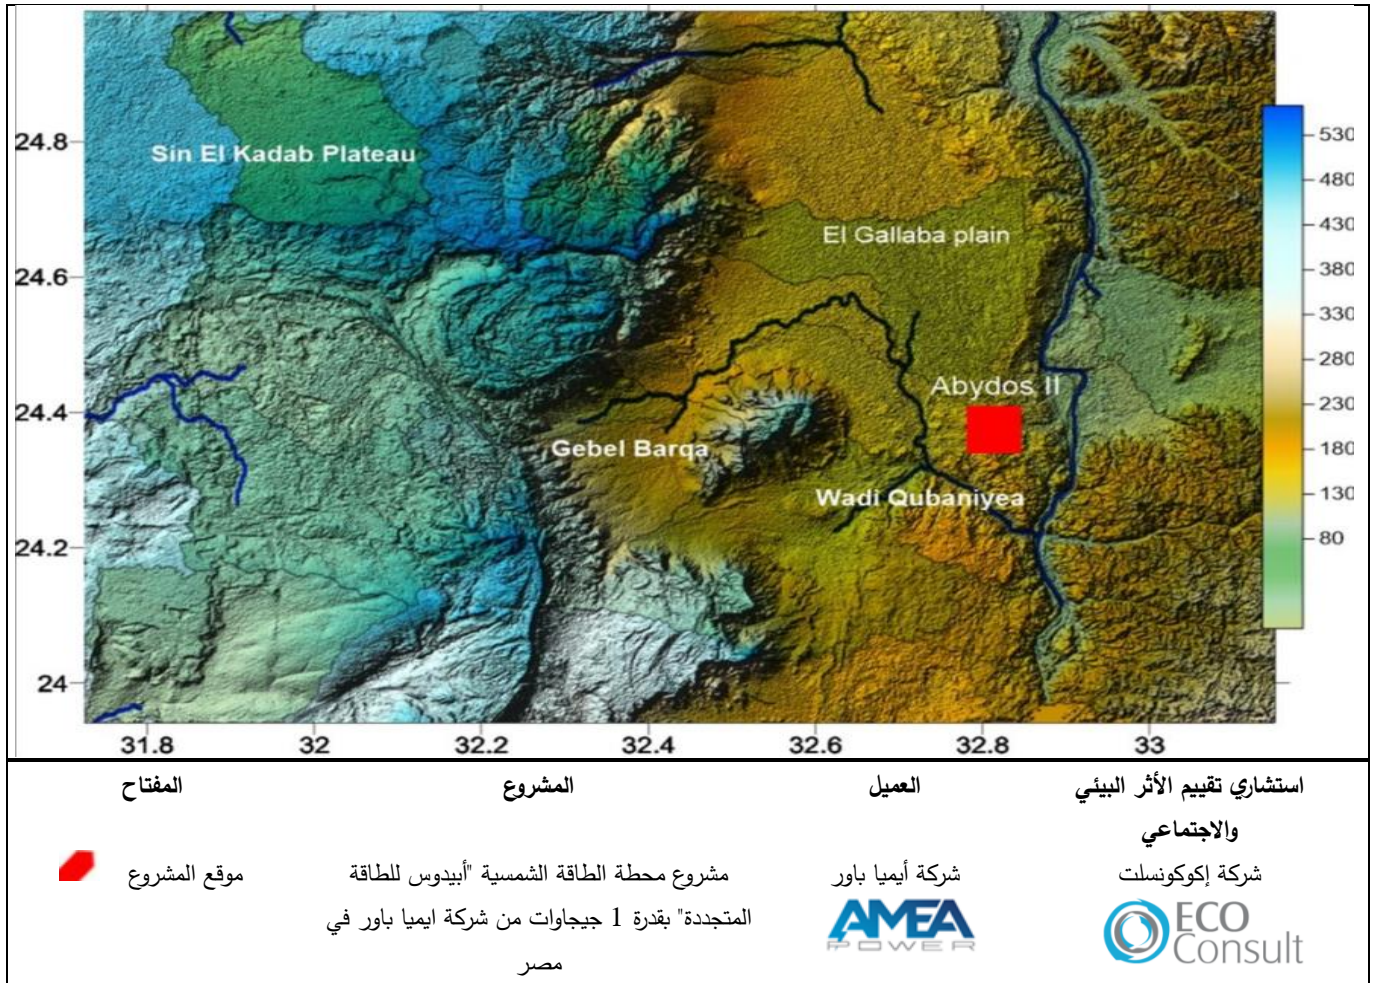 24.8
24.6
24.4
24.2
24
Sin El Kadab Plateau
El Gallaba plain
Abydos II
Gebel Barqa
Wadi Qubaniyea
530
480
430
380
330
280
230
180
130
80
31.8 32 32.2 32.4 32.6 32.8 33
استشاري تقييم الأثر البيئي
والاجتماعي
شركة إكوكونسلت
ECO
Consult
العميل
شركة أيميا باور
AMEA
POWER
المشروع
مشروع محطة الطاقة الشمسية "أبيدوس للطاقة
المتجددة" بقدرة 1 جيجاوات من شركة ايميا باور في
مصر
المفتاح
موقع المشروع